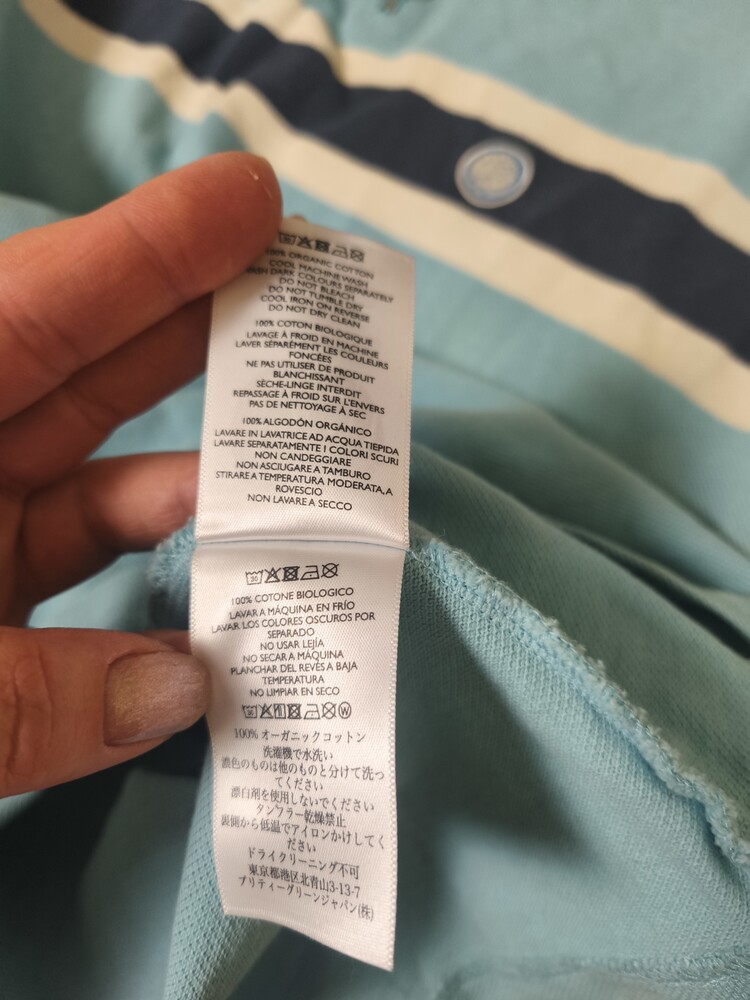 100% ORGANIC COTTON
COOL MACHINE WASH
WASH DARK COLOURS SEPARATELY
DO NOT BLEACH
DO NOT TUMBLE DRY
COOL IRON ON REVERSE
DO NOT DRY CLEAN
100% COTON BIOLOGIQUE
LAVAGE À FROID EN MACHINE
LAVER SÉPARÉMENT LES COULEURS
FONCÉES
NE PAS UTILISER DE PRODUIT
BLANCHISSANT
SÈCHE-LINGE INTERDIT
REPASSAGE À FROID SUR L'ENVERS
PAS DE NETTOYAGE À SEC
100% ALGODÓN ORGÁNICO
LAVARE IN LAVATRICE AD ACQUA TIEPIDA
LAVARE SEPARATAMENTE I COLORI SCURI
NON CANDEGGIARE
NON ASCIUGARE A TAMBURO
STIRARE A TEMPERATURA MODERATA, A
ROVESCIO
NON LAVARE A SECCO
30
100% COTONE BIOLOGICO
LAVAR A MÁQUINA EN FRÍO
LAVAR LOS COLORES OSCUROS POR
SEPARADO
NO USAR LEJÍA
NO SECAR A MÁQUINA
PLANCHAR DEL REVÉS A BAJA
TEMPERATURA
NO LIMPIAR EN SECO
30 W
100% オーガニックコットン
洗濯機で水洗い
濃色のものは他のものと分けて洗っ
てください
漂白剤を使用しないでください
タンブラー乾燥禁止
裏側から低温でアイロンかけしてく
ださい
ドライクリーニング不可
東京都港区北青山3-13-7
プリティーグリーンジャパン(株)